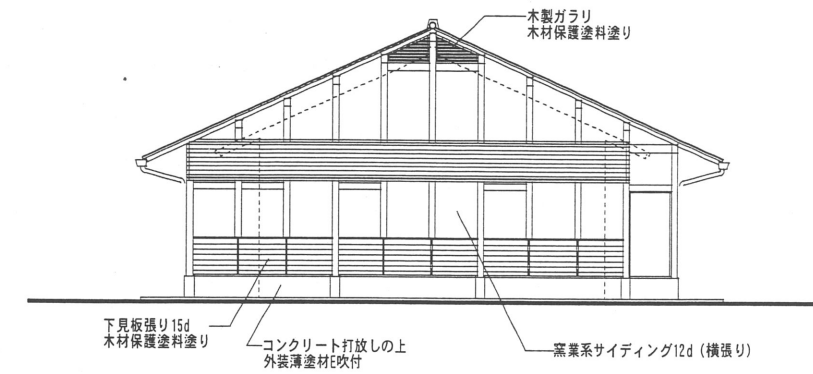 木製ガラリ
木材保護塗料塗り
下見板張り15d
木材保護塗料塗り
コンクリート打放しの上
外装薄塗材E吹付
窯業系サイディング12d（横張り）